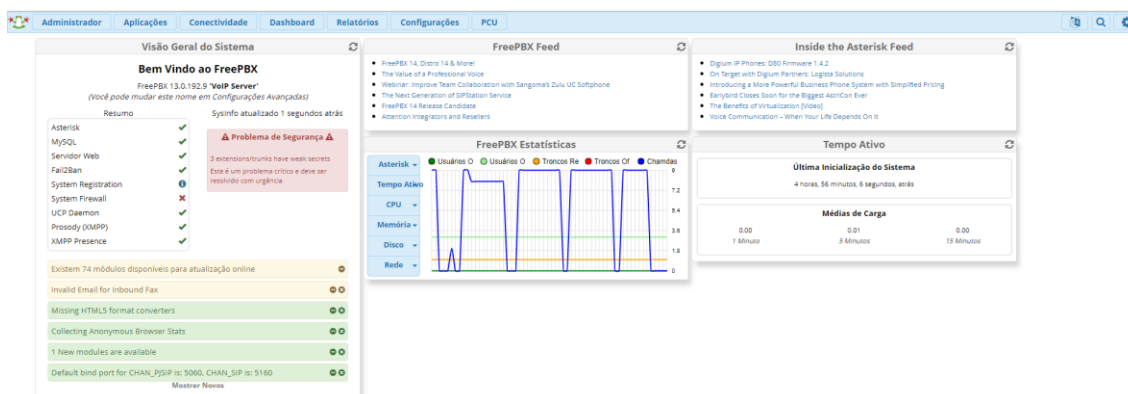 Administrador Aplicações Conectividade Dashboard Relatórios Configurações PCU
Visão Geral do Sistema
Bem Vindo ao FreePBX
FreePBX 13.0.192.9 'VoIP Server'
(Você pode mudar este nome em Configurações Avançadas)
Resumo
SysInfo atualizado 1 segundos atrás
Asterisk
MySQL
Servidor Web
Fail2Ban
System Registration
System Firewall
UCP Daemon
Prosody (XMPP)
XMPP Presence
Problema de Segurança
3 extensions/trunks have weak secrets
Este é um problema crítico e deve ser
resolvido com urgência
Existem 74 módulos disponíveis para atualização online
Invalid Email for Inbound Fax
Missing HTML5 format converters
Collecting Anonymous Browser Stats
1 New modules are available
Default bind port for CHAN_PJSIP is: 5060, CHAN_SIP is: 5160
Mostrar Novos
FreePBX Feed
FreePBX 14, Distro 14 & More!
The Value of a Professional Voice
Webinar: Improve Team Collaboration with Sangoma's Zulu UC Softphone
The Next Generation of SIPStation Service
FreePBX 14 Release Candidate
Attention Integrators and Resellers
FreePBX Estatísticas
Asterisk
Tempo Ativo
CPU
Memória
Disco
Rede
Usuários O Usuários O Troncos Re Troncos Of Chamdas
9
7.2
5.4
3.6
1.8
0
Inside the Asterisk Feed
Digium IP Phones: D80 Firmware 1.4.2
On Target with Digium Partners: Logista Solutions
Introducing a More Powerful Business Phone System with Simplified Pricing
Earlybird Closes Soon for the Biggest AstriCon Ever
The Benefits of Virtualization [Video]
Voice Communication – When Your Life Depends On It
Tempo Ativo
Última Inicialização do Sistema
4 horas, 56 minutos, 6 segundos, atrás
Médias de Carga
0.00 0.01 0.00
1 Minuto 5 Minutos 15 Minutos